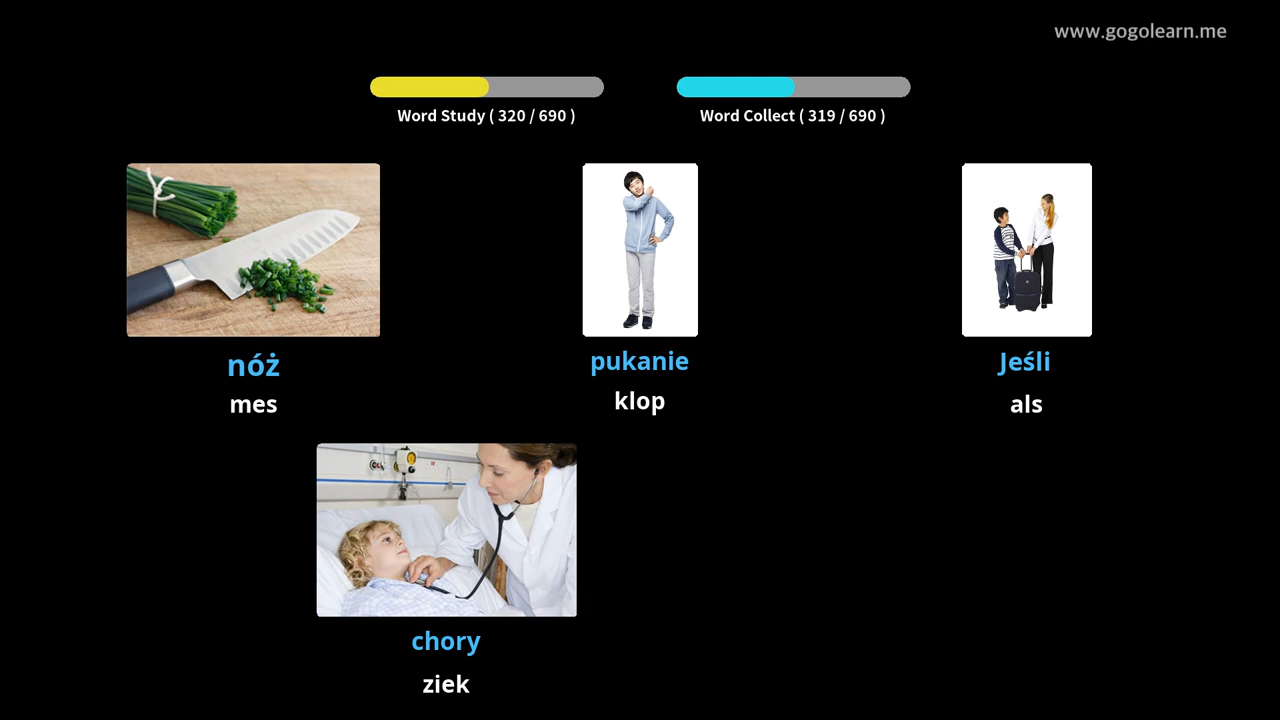 www.gogolearn.me
Word Study ( 320 / 690 )
Word Collect ( 319 / 690 )
nóż
mes
pukanie
klop
Jeśli
als
chory
ziek